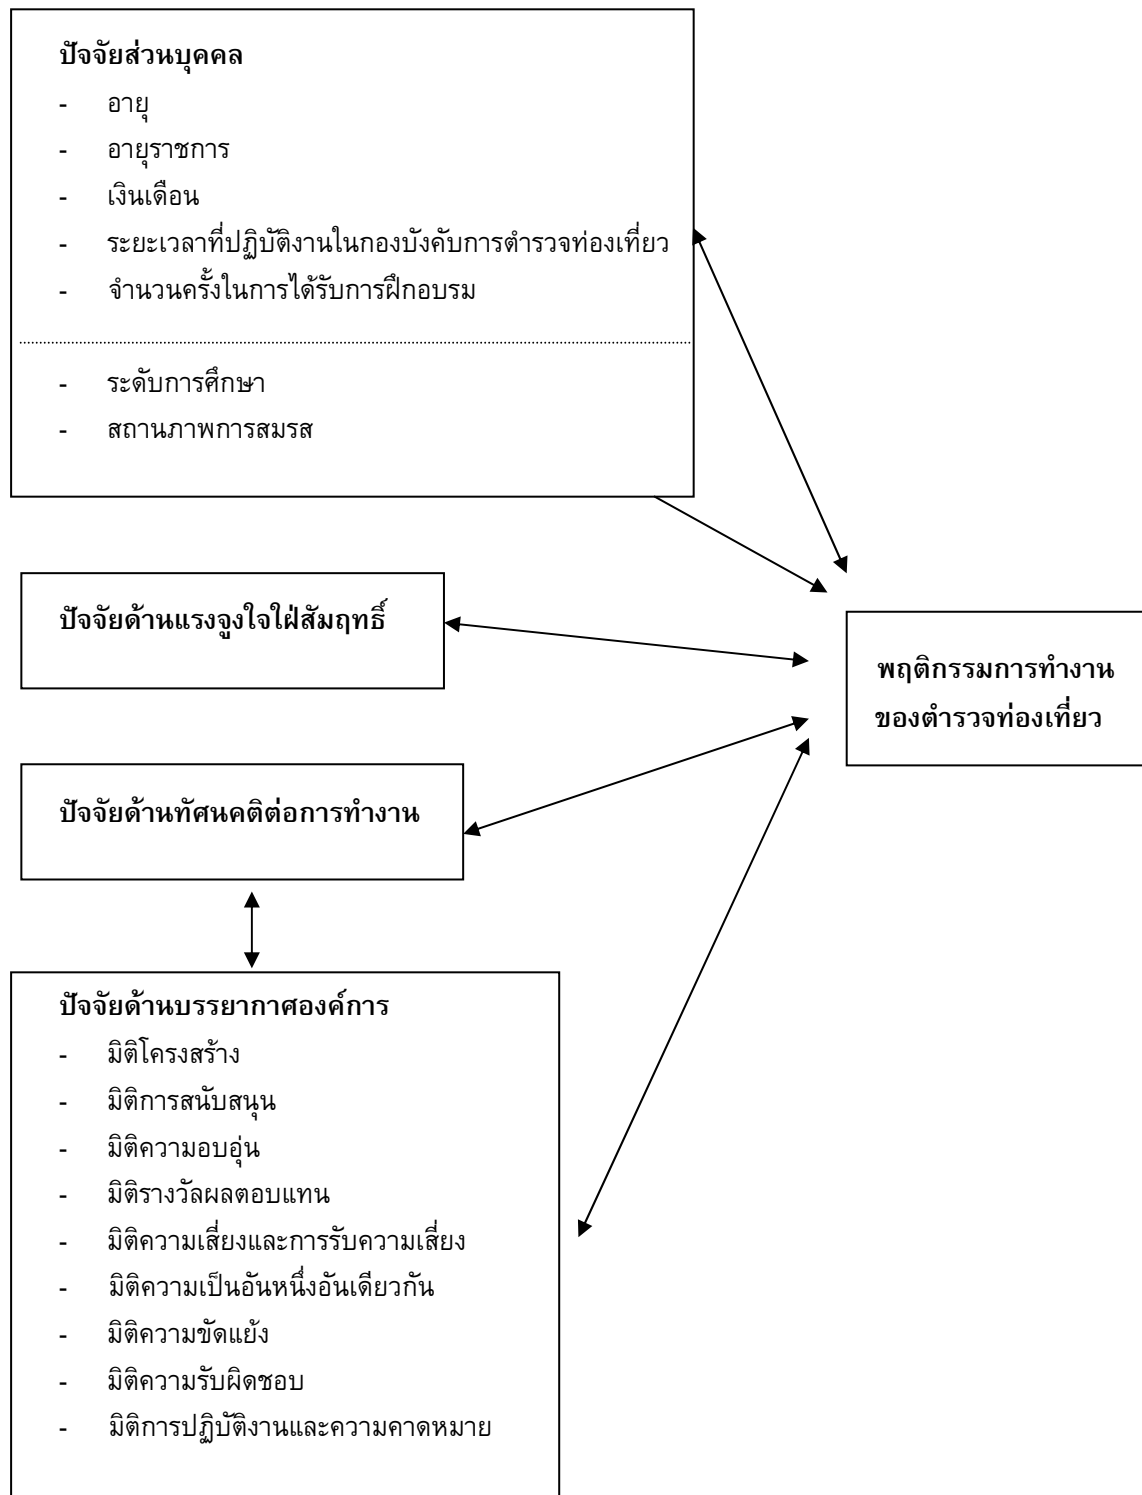 ปัจจัยส่วนบุคคล
- อายุ
- อายุราชการ
- เงินเดือน
- ระยะเวลาที่ปฏิบัติงานในกองบังคับการตำรวจท่องเที่ยว
- จำนวนครั้งในการได้รับการฝึกอบรม
- ระดับการศึกษา
- สถานภาพการสมรส
ปัจจัยด้านแรงจูงใจใฝ่สัมฤทธิ์
พฤติกรรมการทำงาน
ของตำรวจท่องเที่ยว
ปัจจัยด้านทัศนคติต่อการทำงาน
ปัจจัยด้านบรรยากาศองค์การ
- มิติโครงสร้าง
- มิติการสนับสนุน
- มิติความอบอุ่น
- มิติรางวัลผลตอบแทน
- มิติความเสี่ยงและการรับความเสี่ยง
- มิติความเป็นอันหนึ่งอันเดียวกัน
- มิติความขัดแย้ง
- มิติความรับผิดชอบ
- มิติการปฏิบัติงานและความคาดหมาย